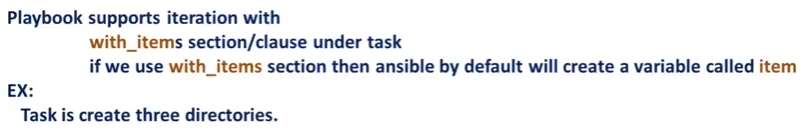 Playbook supports iteration with
with_items section/clause under task
if we use with_items section then ansible by default will create a variable called item
EX:
Task is create three directories.